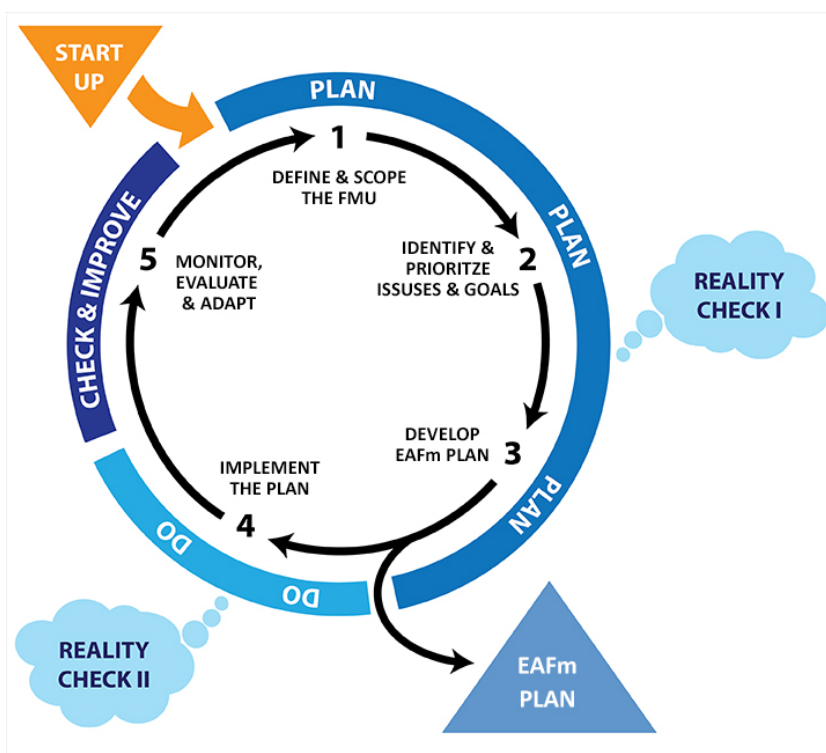 START
UP
PLAN
1
DEFINE & SCOPE
THE FMU
PLAN
IDENTIFY &
PRIORITIZE
ISSUSES & GOALS
2
REALITY
CHECK I
5
MONITOR,
EVALUATE
& ADAPT
CHECK & IMPROVE
DEVELOP
EAFm PLAN
3
PLAN
IMPLEMENT
THE PLAN
4
DO
DO
REALITY
CHECK II
EAFm
PLAN